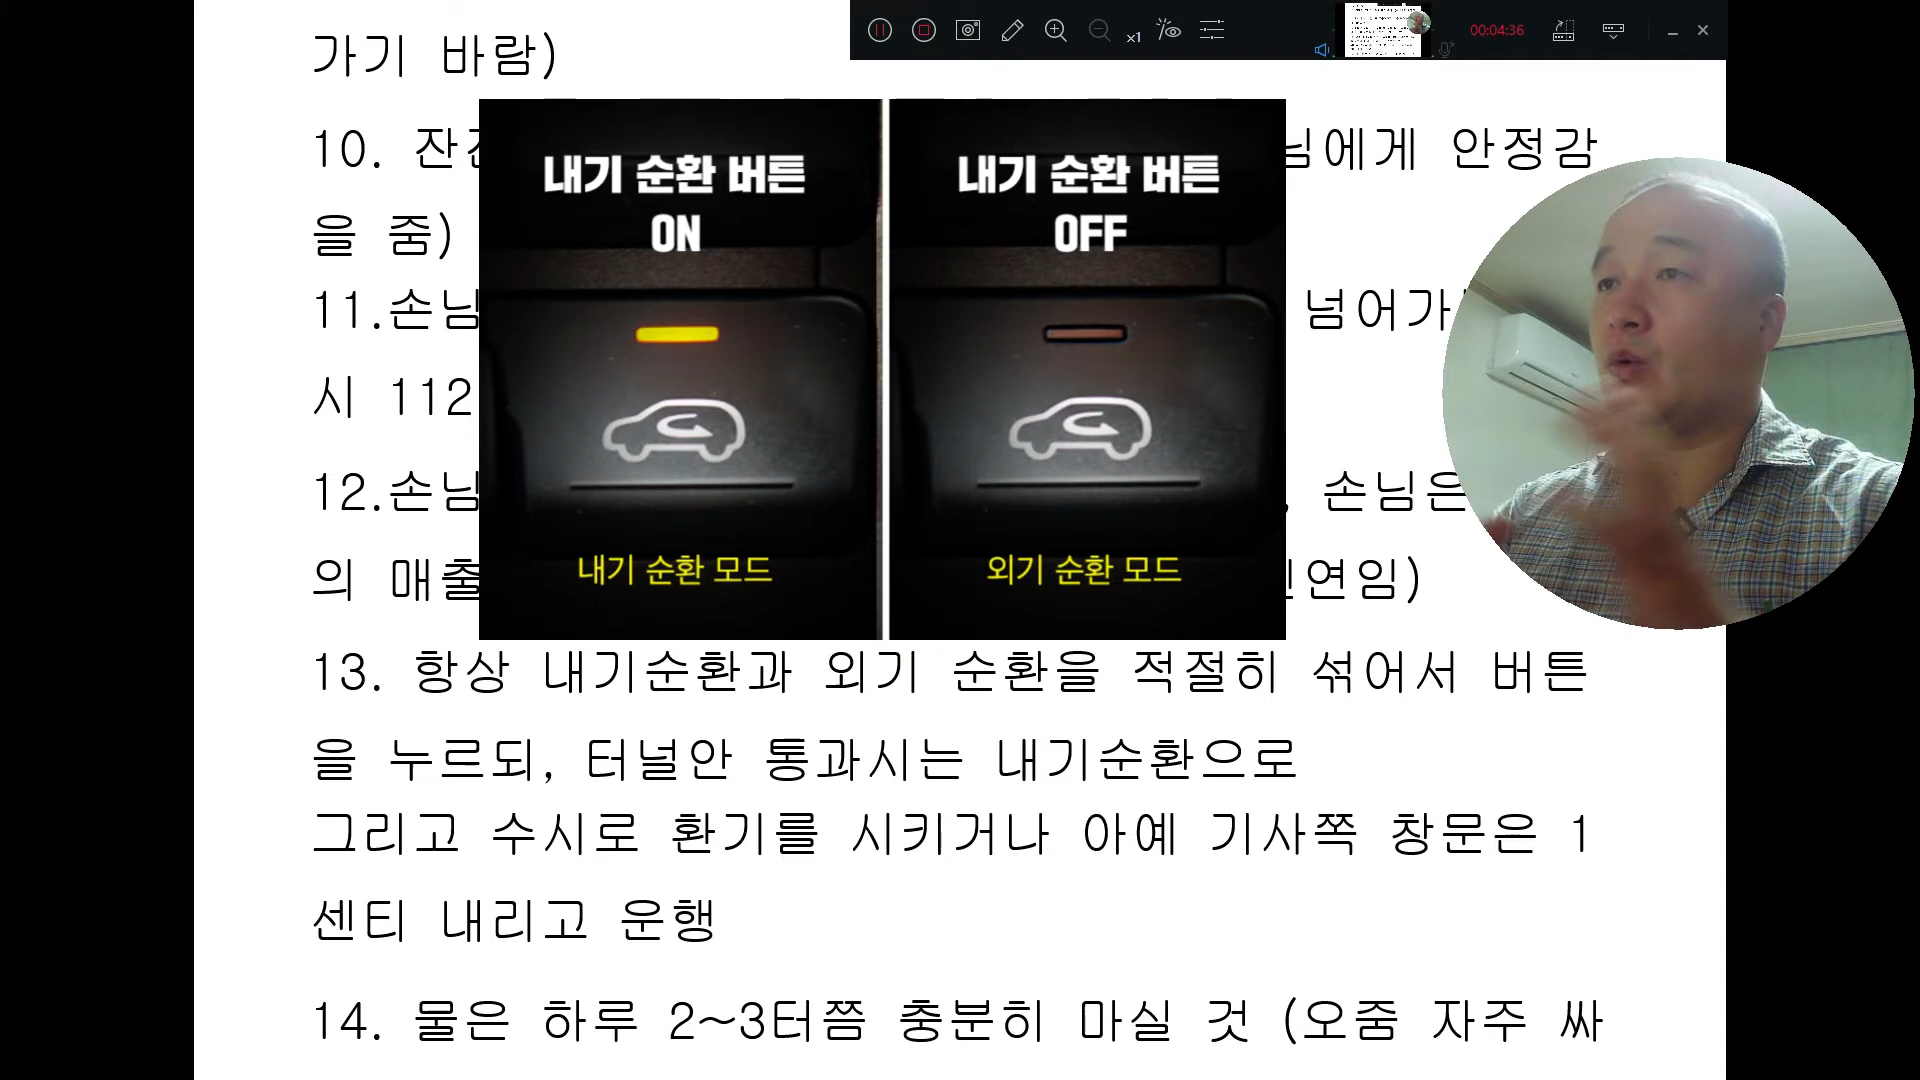 가기 바람)
00:04:36
x1
10. 님에게 안정감
을 줌)
11.손님 넘어가
시 112
12.손님 손님은
의 매출 연임)
내기 순환 버튼
ON
내기 순환 모드
내기 순환 버튼
OFF
외기 순환 모드
13. 항상 내기순환과 외기 순환을 적절히 섞어서 버튼
을 누르되, 터널안 통과시는 내기순환으로
그리고 수시로 환기를 시키거나 아예 기사쪽 창문은 1
센티 내리고 운행
14. 물은 하루 2~3터쯤 충분히 마실 것 (오줌 자주 싸